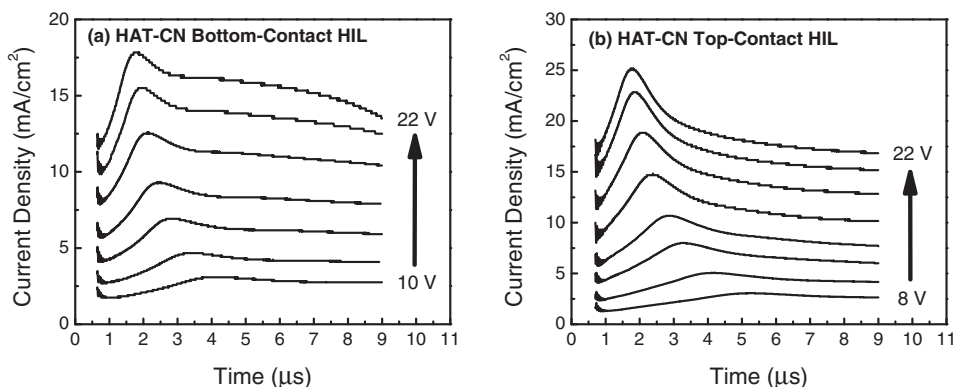 (a) HAT-CN Bottom-Contact HIL
Current Density (mA/cm²)
20
15
10
5
0
22 V
10 V
0 1 2 3 4 5 6 7 8 9 10 11
Time (μs)
(b) HAT-CN Top-Contact HIL
Current Density (mA/cm²)
30
25
20
15
10
5
0
22 V
8 V
0 1 2 3 4 5 6 7 8 9 10 11
Time (μs)